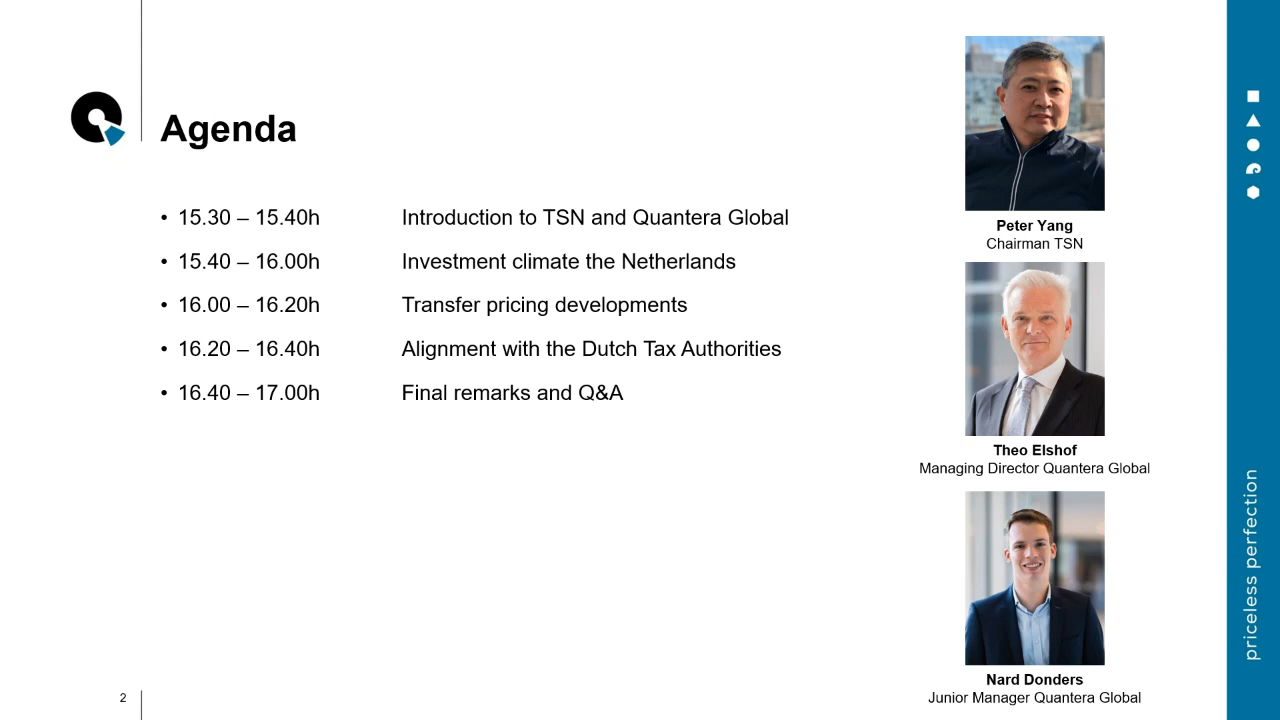 Agenda
• 15.30 – 15.40h Introduction to TSN and Quantera Global
• 15.40 – 16.00h Investment climate the Netherlands
• 16.00 – 16.20h Transfer pricing developments
• 16.20 – 16.40h Alignment with the Dutch Tax Authorities
• 16.40 – 17.00h Final remarks and Q&A
Peter Yang
Chairman TSN
Theo Elshof
Managing Director Quantera Global
Nard Donders
Junior Manager Quantera Global
priceless perfection
2